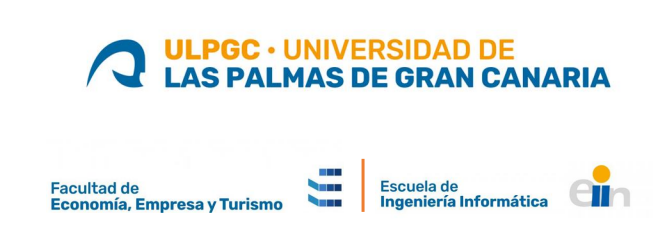 ULPGC · UNIVERSIDAD DE
LAS PALMAS DE GRAN CANARIA
Facultad de
Economía, Empresa y Turismo
Escuela de
Ingeniería Informática
eiin